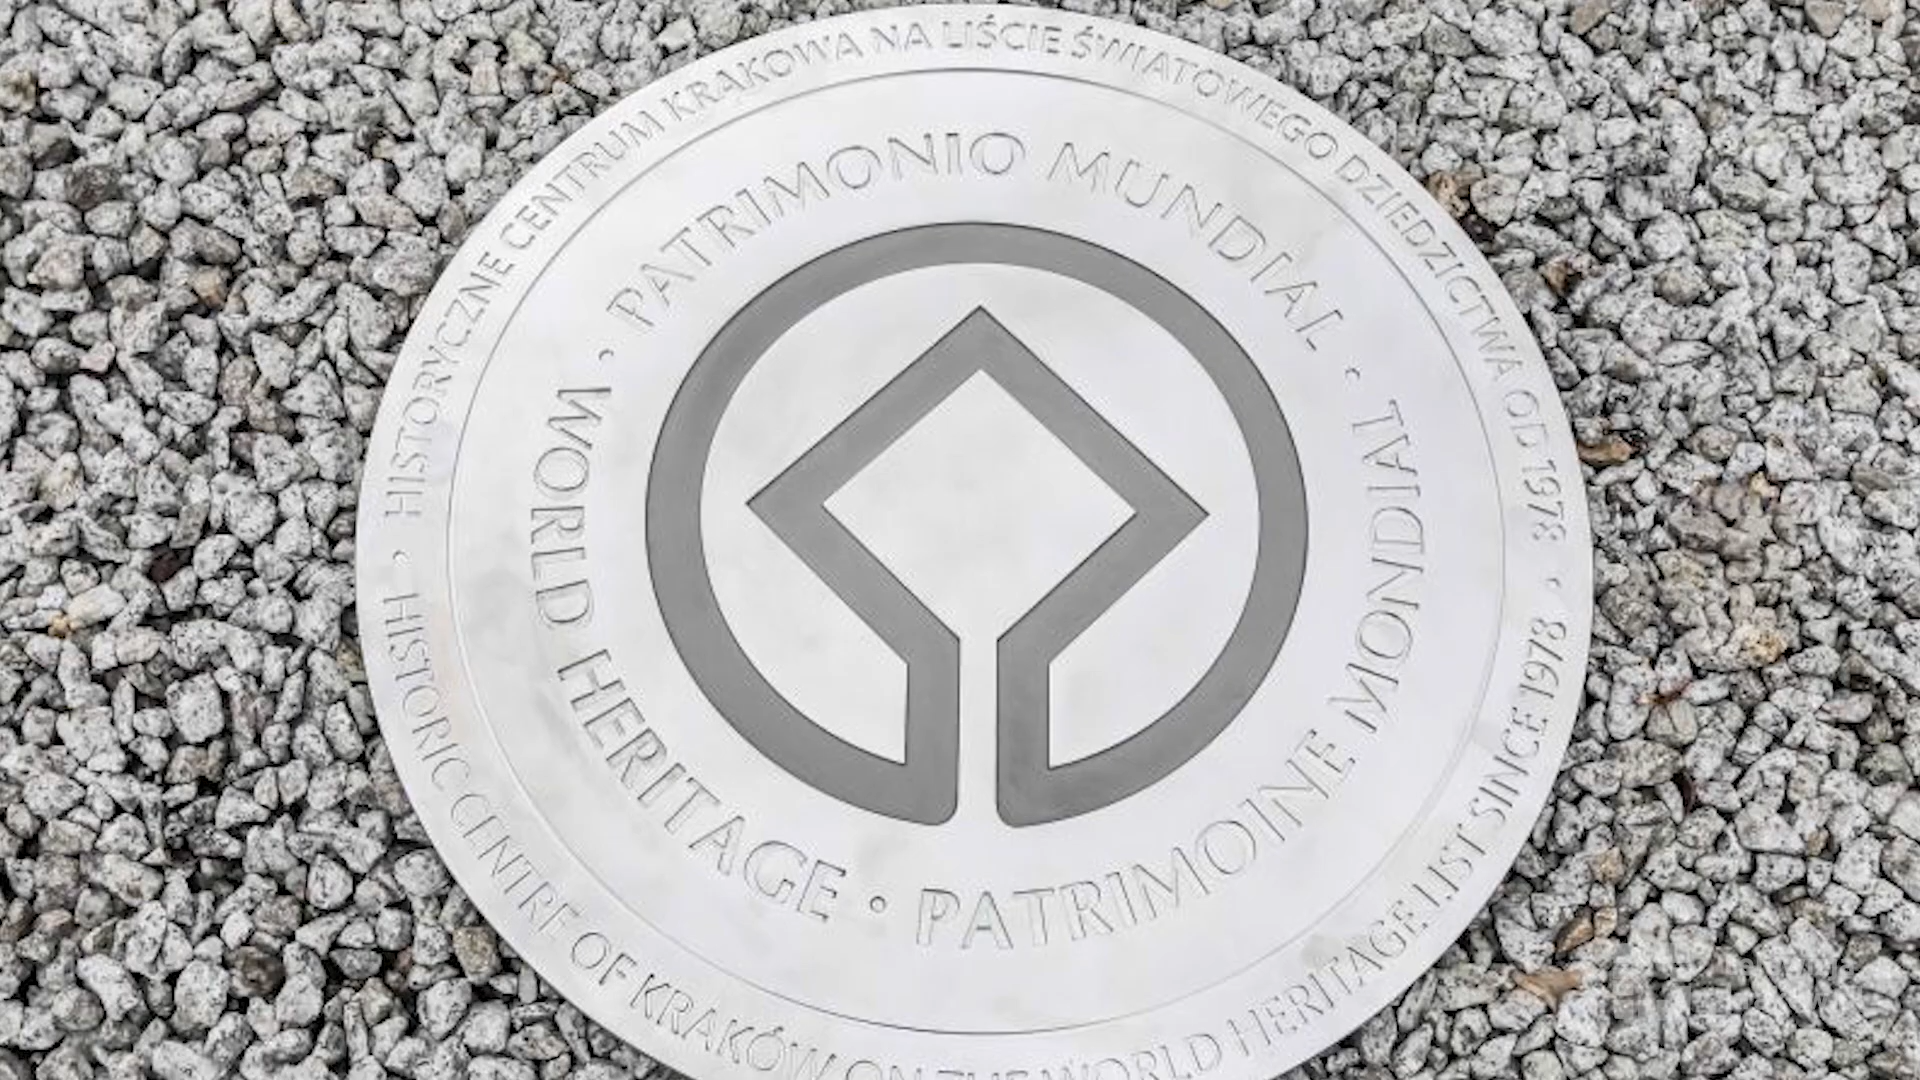 • HISTORYCZNE CENTRUM KRAKOWA NA LIŚCIE ŚWIATOWEGO DZIEDZICTWA OD 1978 •
HISTORIC CENTRE OF KRAKÓW ON THE WORLD HERITAGE LIST SINCE 1978
• PATRIMONIO MUNDIAL •
WORLD HERITAGE • PATRIMOINE MONDIAL